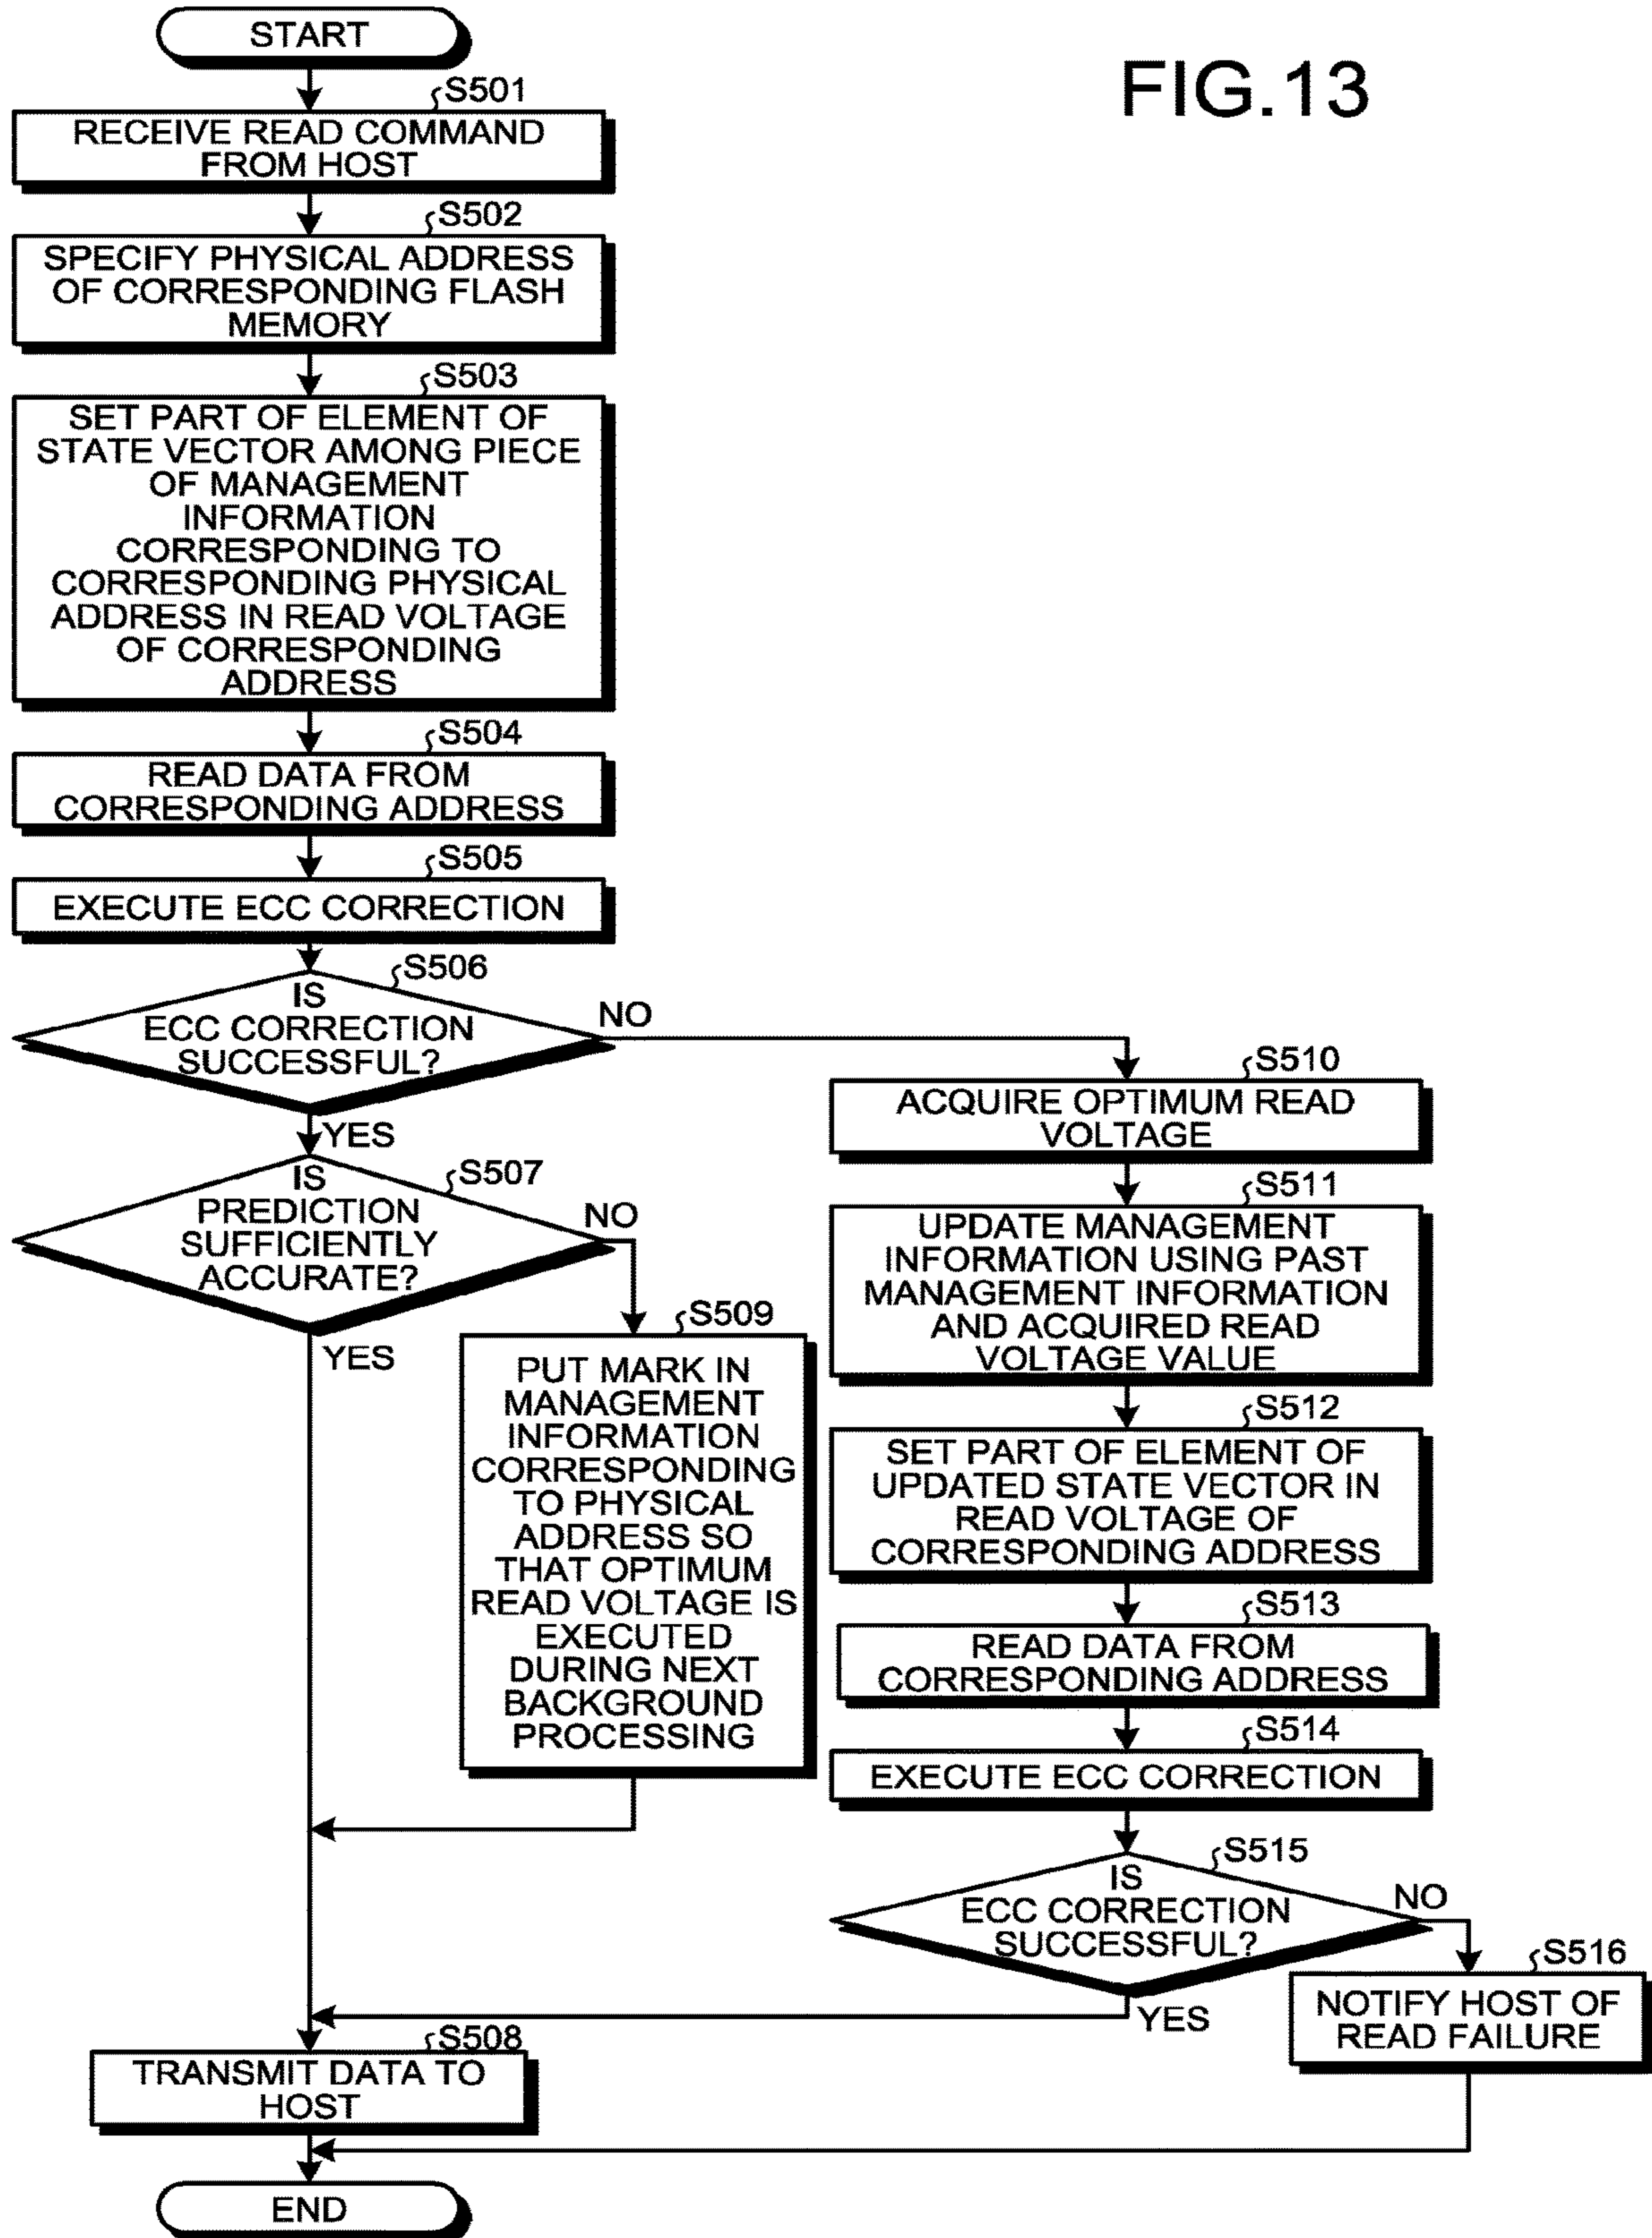 FIG.13
START
S501
RECEIVE READ COMMAND
FROM HOST
S502
SPECIFY PHYSICAL ADDRESS
OF CORRESPONDING FLASH
MEMORY
S503
SET PART OF ELEMENT OF
STATE VECTOR AMONG PIECE
OF MANAGEMENT
INFORMATION
CORRESPONDING TO
CORRESPONDING PHYSICAL
ADDRESS IN READ VOLTAGE
OF CORRESPONDING
ADDRESS
S504
READ DATA FROM
CORRESPONDING ADDRESS
S505
EXECUTE ECC CORRECTION
S506
IS
ECC CORRECTION
SUCCESSFUL?
NO
YES
S507
IS
PREDICTION
SUFFICIENTLY
ACCURATE?
NO
YES
S509
PUT MARK IN
MANAGEMENT
INFORMATION
CORRESPONDING
TO PHYSICAL
ADDRESS SO
THAT OPTIMUM
READ VOLTAGE IS
EXECUTED
DURING NEXT
BACKGROUND
PROCESSING
S510
ACQUIRE OPTIMUM READ
VOLTAGE
S511
UPDATE MANAGEMENT
INFORMATION USING PAST
MANAGEMENT INFORMATION
AND ACQUIRED READ
VOLTAGE VALUE
S512
SET PART OF ELEMENT OF
UPDATED STATE VECTOR IN
READ VOLTAGE OF
CORRESPONDING ADDRESS
S513
READ DATA FROM
CORRESPONDING ADDRESS
S514
EXECUTE ECC CORRECTION
S515
IS
ECC CORRECTION
SUCCESSFUL?
NO
YES
S516
NOTIFY HOST OF
READ FAILURE
S508
TRANSMIT DATA TO
HOST
END